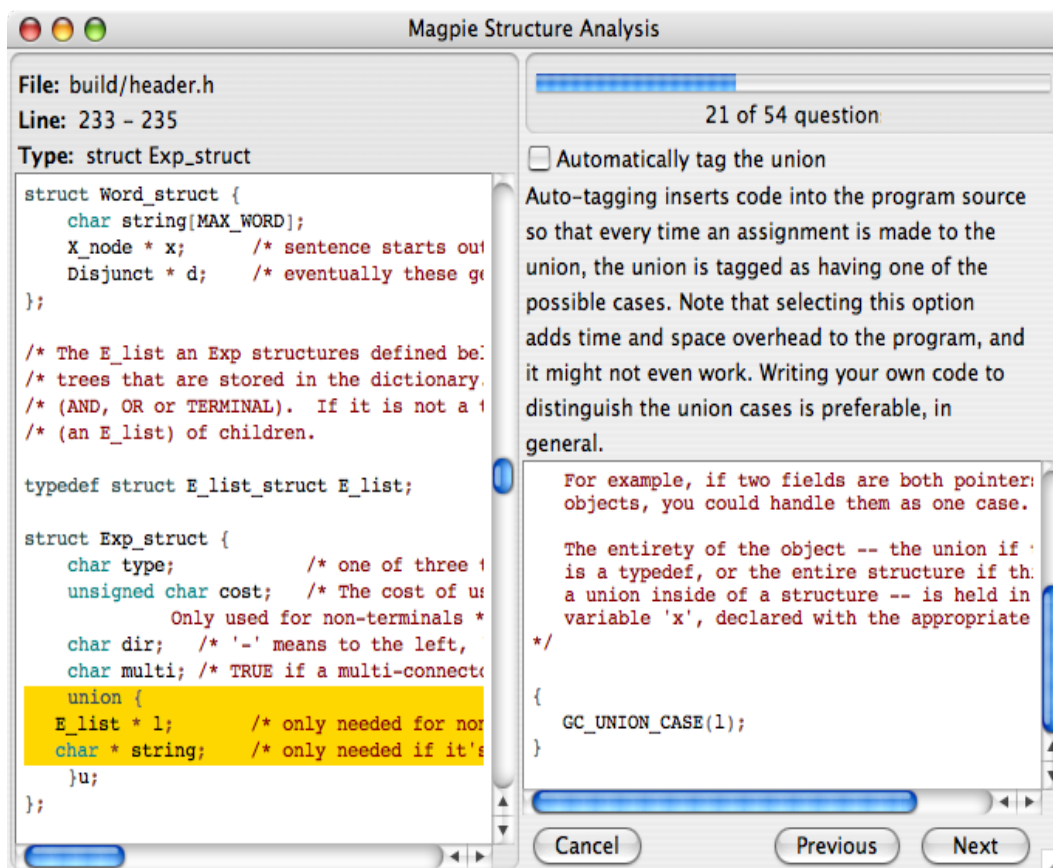 Magpie Structure Analysis
File: build/header.h
Line: 233 - 235
Type: struct Exp_struct
struct Word_struct {
char string[MAX_WORD];
X_node * x; /* sentence starts out
Disjunct * d; /* eventually these ge
};
/* The E_list an Exp structures defined bel
/* trees that are stored in the dictionary.
/* (AND, OR or TERMINAL). If it is not a t
/* (an E_list) of children.
typedef struct E_list_struct E_list;
struct Exp_struct {
char type; /* one of three t
unsigned char cost; /* The cost of us
Only used for non-terminals *
char dir; /* '-' means to the left,
char multi; /* TRUE if a multi-connecto
union {
E_list * l; /* only needed for non
char * string; /* only needed if it's
}u;
};
21 of 54 question
Automatically tag the union
Auto-tagging inserts code into the program source
so that every time an assignment is made to the
union, the union is tagged as having one of the
possible cases. Note that selecting this option
adds time and space overhead to the program, and
it might not even work. Writing your own code to
distinguish the union cases is preferable, in
general.
For example, if two fields are both pointers
objects, you could handle them as one case.
The entirety of the object -- the union if
is a typedef, or the entire structure if thi
a union inside of a structure -- is held in
variable 'x', declared with the appropriate
*/
{
GC_UNION_CASE(l);
}
Cancel
Previous
Next